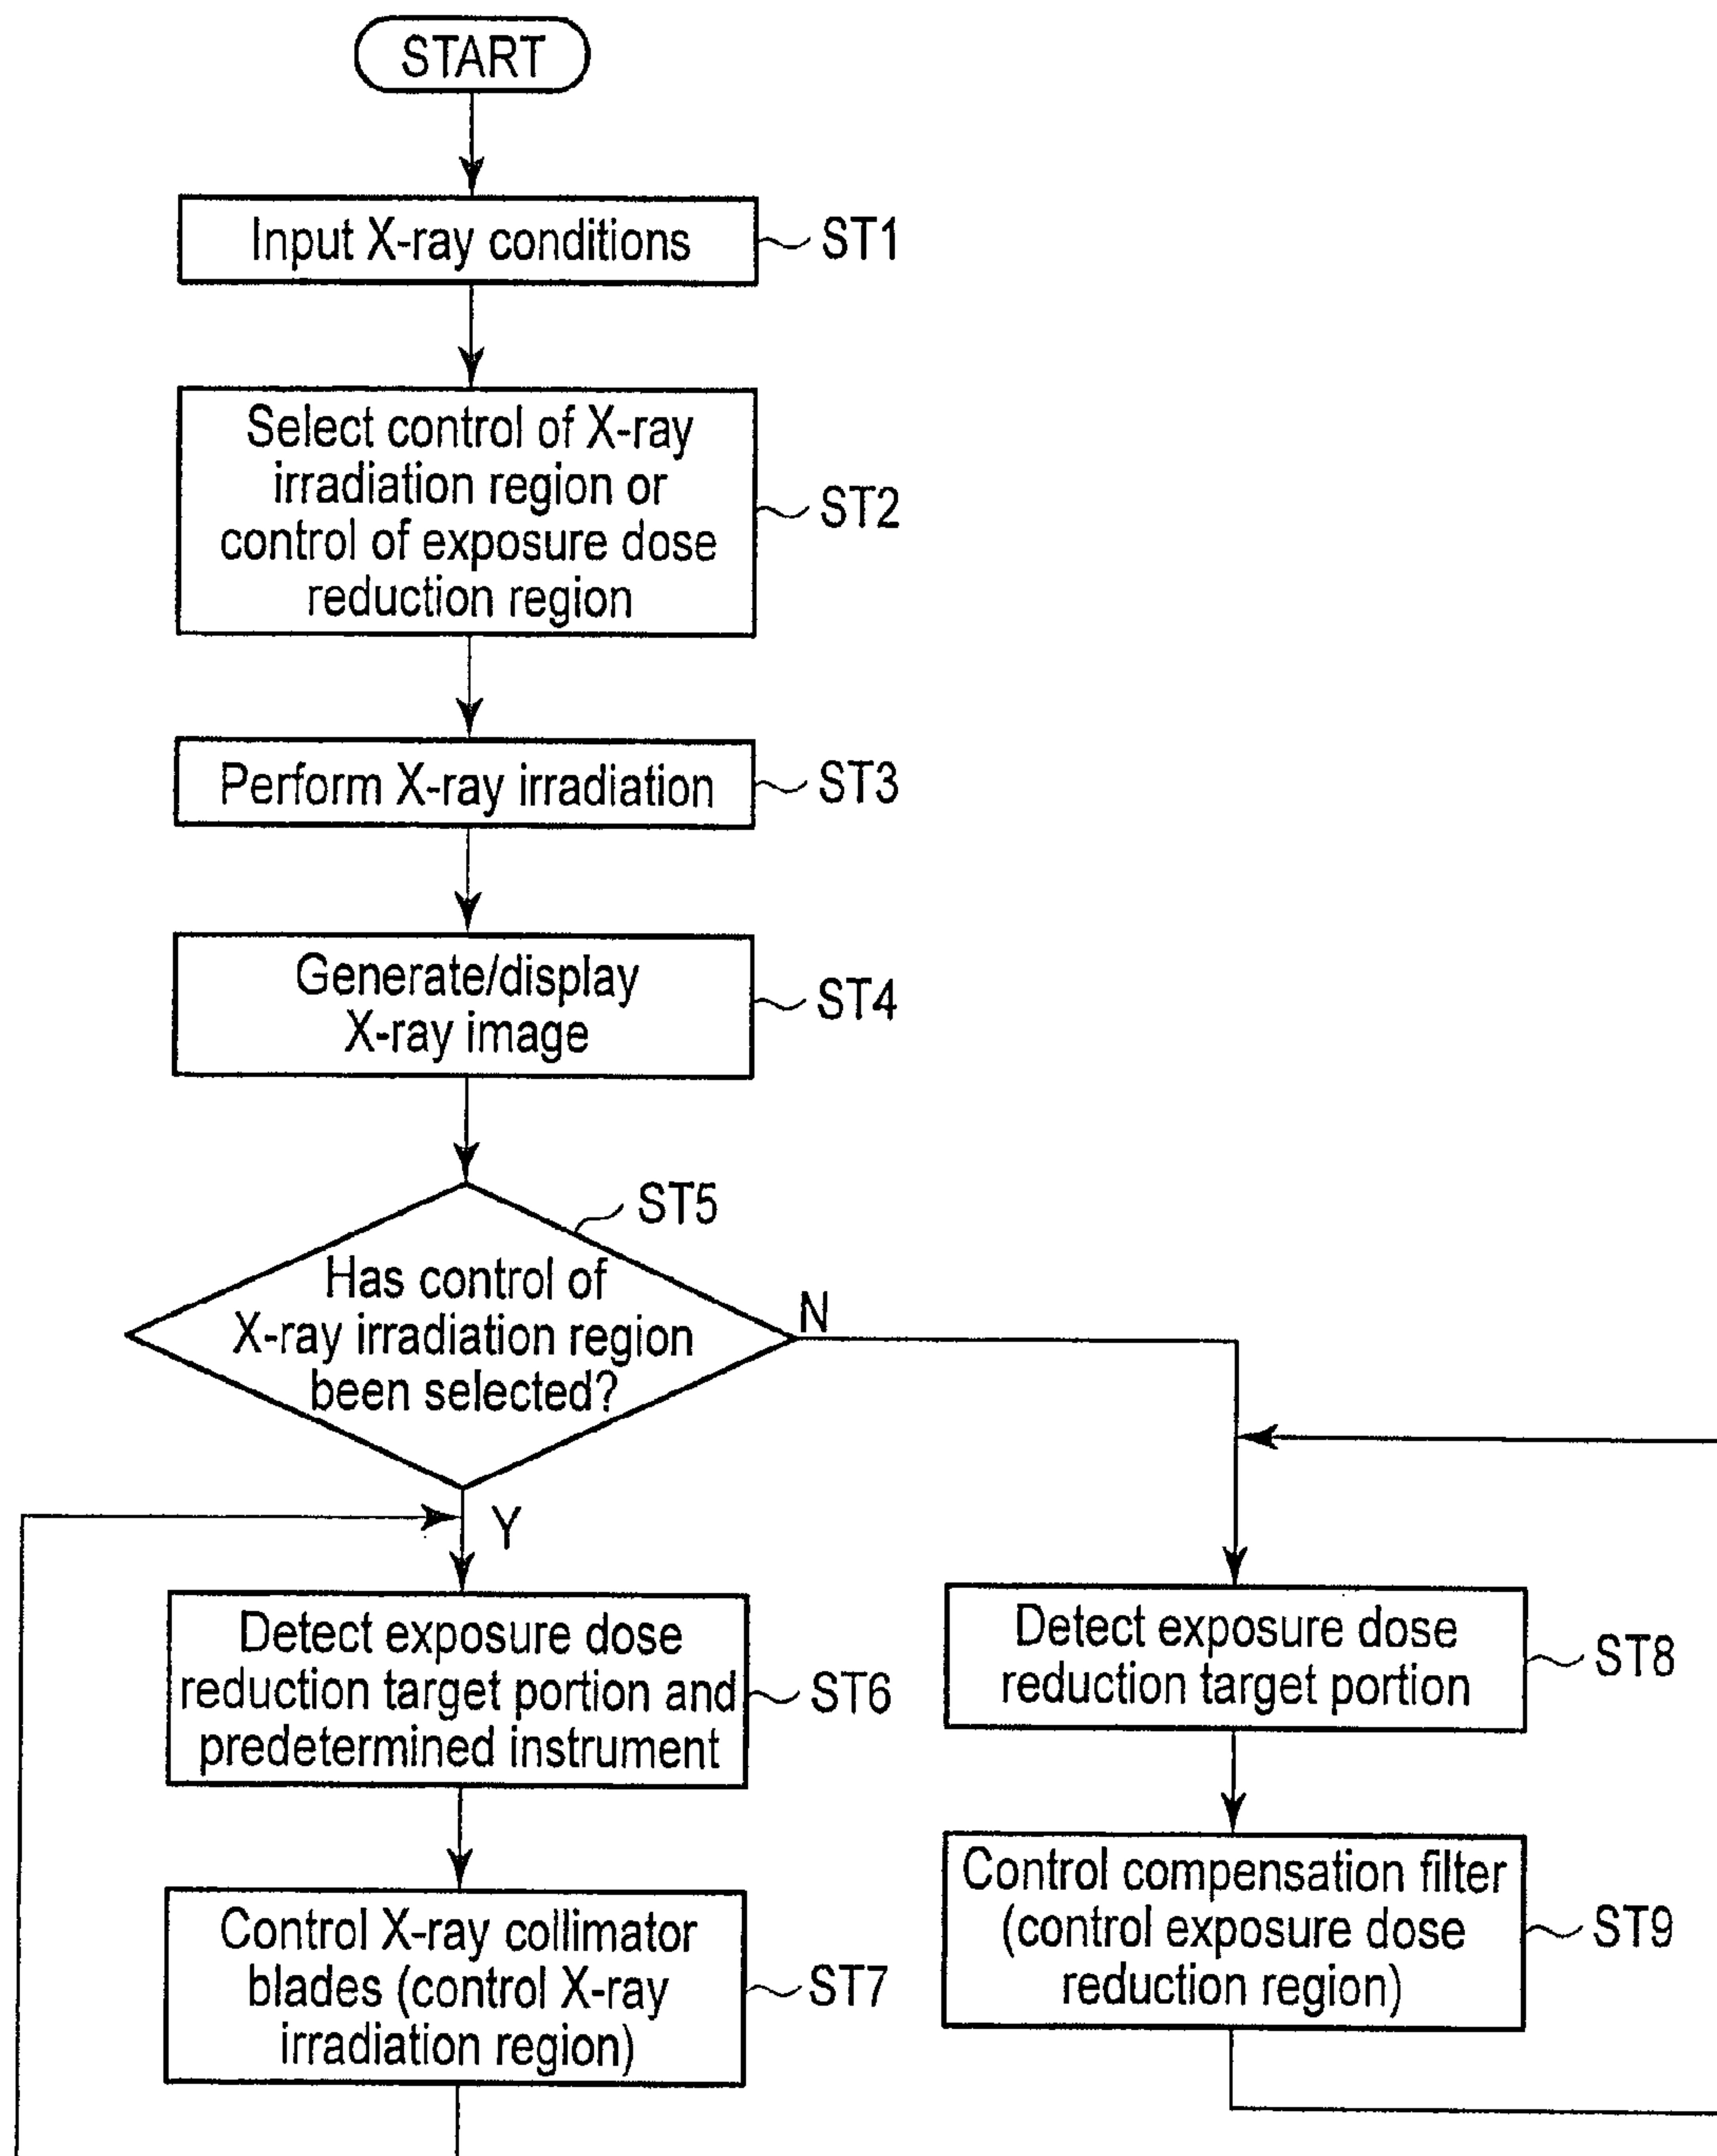 START
Input X-ray conditions
ST1
Select control of X-ray
irradiation region or
control of exposure dose
reduction region
ST2
Perform X-ray irradiation
ST3
Generate/display
X-ray image
ST4
ST5
Has control of
X-ray irradiation region
been selected?
N
Y
Detect exposure dose
reduction target portion and
predetermined instrument
ST6
Control X-ray collimator
blades (control X-ray
irradiation region)
ST7
Detect exposure dose
reduction target portion
ST8
Control compensation filter
(control exposure dose
reduction region)
ST9